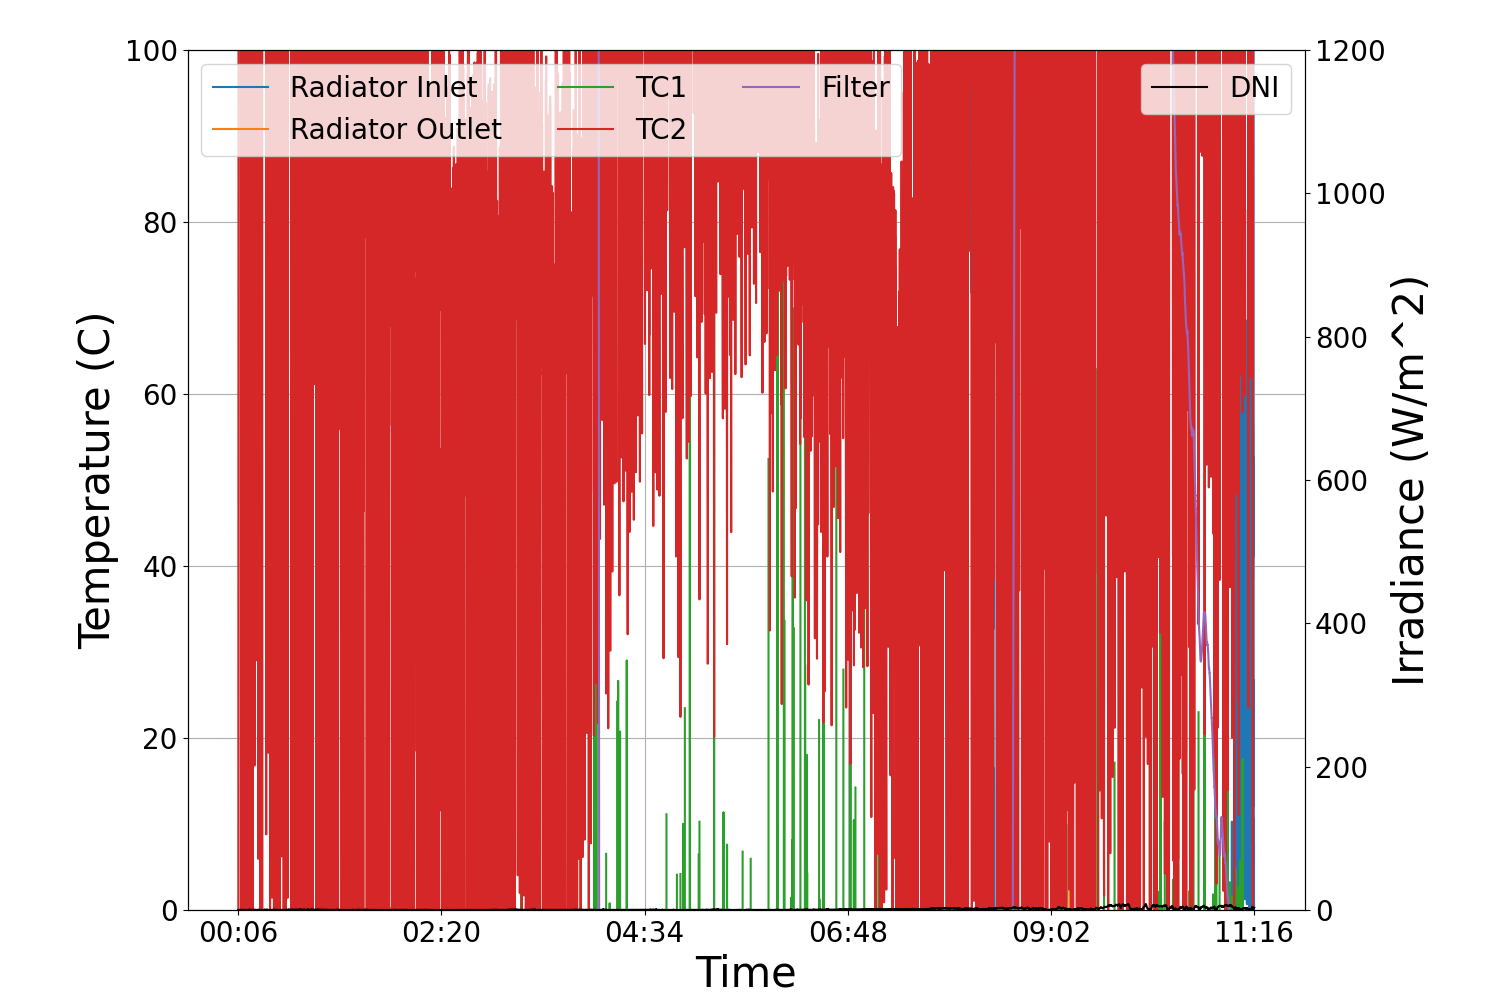 100
80
60
40
20
0
Temperature (C)
Radiator Inlet
Radiator Outlet
TC1
TC2
Filter
DNI
1200
1000
800
600
400
200
0
Irradiance (W/m^2)
00:06
02:20
04:34
06:48
09:02
11:16
Time